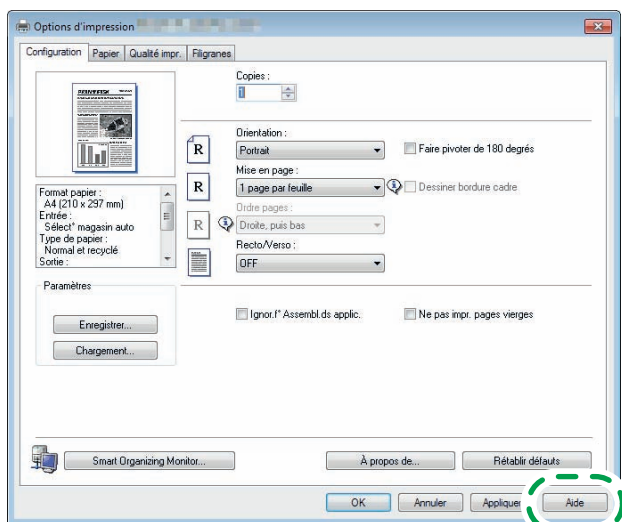 Options d'impression
Configuration Papier Qualité impr. Filigranes
Copies :
1
Orientation :
Portrait
Faire pivoter de 180 degrés
Mise en page :
1 page par feuille
Dessiner bordure cadre
Ordre pages :
Droite, puis bas
Recto/Verso :
OFF
R
R
R
Format papier :
A4 (210 x 297 mm)
Entrée :
Sélect° magasin auto
Type de papier :
Normal et recyclé
Sortie :
Paramètres
Enregistrer...
Chargement...
Ignor.f° Assembl.ds applic.
Ne pas impr. pages vierges
Smart Organizing Monitor...
À propos de...
Rétablir défauts
OK
Annuler
Appliquer
Aide